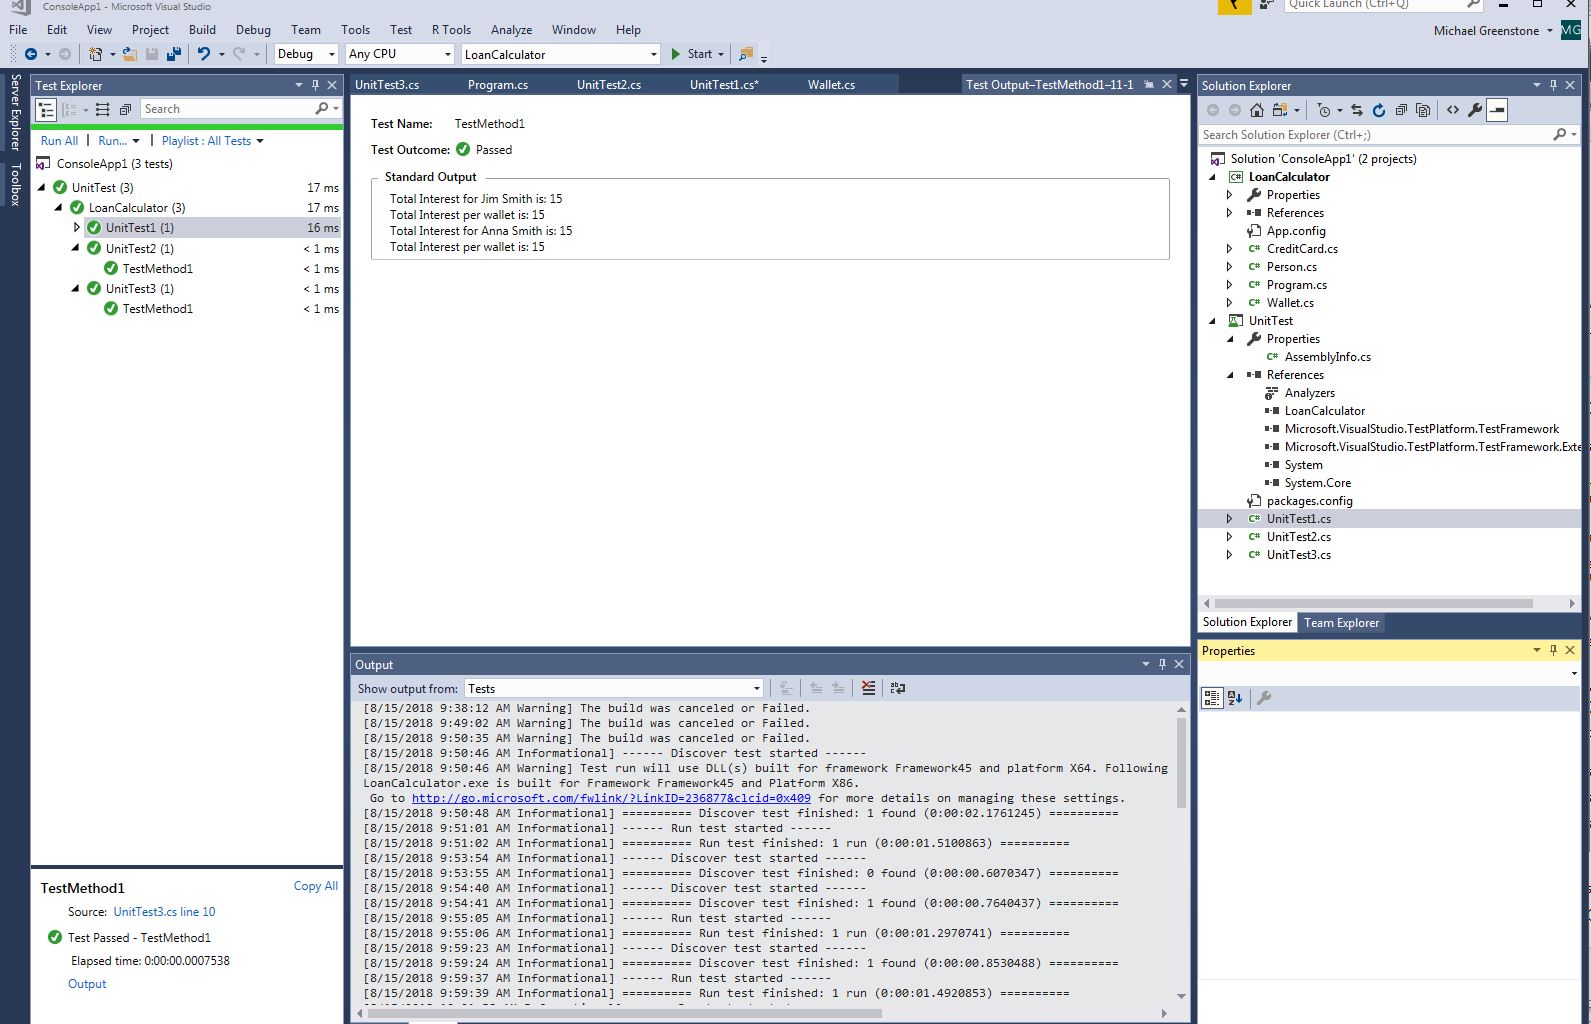 ConsoleApp1 - Microsoft Visual Studio
Quick Launch (Ctrl+Q)
File Edit View Project Build Debug Team Tools Test R Tools Analyze Window Help
Michael Greenstone MG
Debug Any CPU LoanCalculator Start
Server Explorer
Toolbox
Test Explorer
Search
Run All Run... Playlist : All Tests
ConsoleApp1 (3 tests)
UnitTest (3) 17 ms
LoanCalculator (3) 17 ms
UnitTest1 (1) 16 ms
UnitTest2 (1) < 1 ms
TestMethod1 < 1 ms
UnitTest3 (1) < 1 ms
TestMethod1 < 1 ms
TestMethod1
Copy All
Source: UnitTest3.cs line 10
Test Passed - TestMethod1
Elapsed time: 0:00:00.0007538
Output
UnitTest3.cs Program.cs UnitTest2.cs UnitTest1.cs* Wallet.cs Test Output–TestMethod1–11-1
Test Name: TestMethod1
Test Outcome: Passed
Standard Output
Total Interest for Jim Smith is: 15
Total Interest per wallet is: 15
Total Interest for Anna Smith is: 15
Total Interest per wallet is: 15
Output
Show output from: Tests
[8/15/2018 9:38:12 AM Warning] The build was canceled or Failed.
[8/15/2018 9:49:02 AM Warning] The build was canceled or Failed.
[8/15/2018 9:50:35 AM Warning] The build was canceled or Failed.
[8/15/2018 9:50:46 AM Informational] ------ Discover test started ------
[8/15/2018 9:50:46 AM Warning] Test run will use DLL(s) built for framework Framework45 and platform X64. Following
LoanCalculator.exe is built for Framework Framework45 and Platform X86.
Go to http://go.microsoft.com/fwlink/?LinkID=236877&clcid=0x409 for more details on managing these settings.
[8/15/2018 9:50:48 AM Informational] ========== Discover test finished: 1 found (0:00:02.1761245) ==========
[8/15/2018 9:51:01 AM Informational] ------ Run test started ------
[8/15/2018 9:51:02 AM Informational] ========== Run test finished: 1 run (0:00:01.5100863) ==========
[8/15/2018 9:53:54 AM Informational] ------ Discover test started ------
[8/15/2018 9:53:55 AM Informational] ========== Discover test finished: 0 found (0:00:00.6070347) ==========
[8/15/2018 9:54:40 AM Informational] ------ Discover test started ------
[8/15/2018 9:54:41 AM Informational] ========== Discover test finished: 1 found (0:00:00.7640437) ==========
[8/15/2018 9:55:05 AM Informational] ------ Run test started ------
[8/15/2018 9:55:06 AM Informational] ========== Run test finished: 1 run (0:00:01.2970741) ==========
[8/15/2018 9:59:23 AM Informational] ------ Discover test started ------
[8/15/2018 9:59:24 AM Informational] ========== Discover test finished: 1 found (0:00:00.8530488) ==========
[8/15/2018 9:59:37 AM Informational] ------ Run test started ------
[8/15/2018 9:59:39 AM Informational] ========== Run test finished: 1 run (0:00:01.4920853) ==========
Solution Explorer
Search Solution Explorer (Ctrl+;)
Solution 'ConsoleApp1' (2 projects)
LoanCalculator
Properties
References
App.config
CreditCard.cs
Person.cs
Program.cs
Wallet.cs
UnitTest
Properties
AssemblyInfo.cs
References
Analyzers
LoanCalculator
Microsoft.VisualStudio.TestPlatform.TestFramework
Microsoft.VisualStudio.TestPlatform.TestFramework.Exte
System
System.Core
packages.config
UnitTest1.cs
UnitTest2.cs
UnitTest3.cs
Solution Explorer Team Explorer
Properties